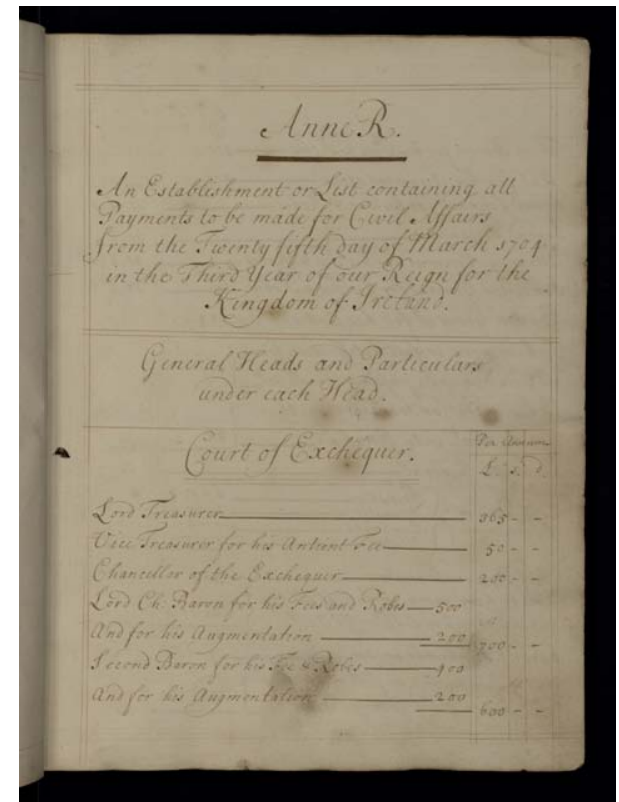 Anne R.
An Establishment or List containing all
Payments to be made for Civil Affairs
from the Twenty fifth day of March 1704
in the Third Year of our Reign for the
Kingdom of Ireland.
General Heads and Particulars
under each Head.
Per Annum
Court of Exchequer.
L. s. d.
Lord Treasurer 365 - -
Vice Treasurer for his Antient Fee 50 - -
Chancellor of the Exchequer 200 - -
Lord Ch: Baron for his Fees and Robes 500
And for his Augmentation 200
700 - -
Second Baron for his Fee & Robes 400
And for his Augmentation 200
600 - -